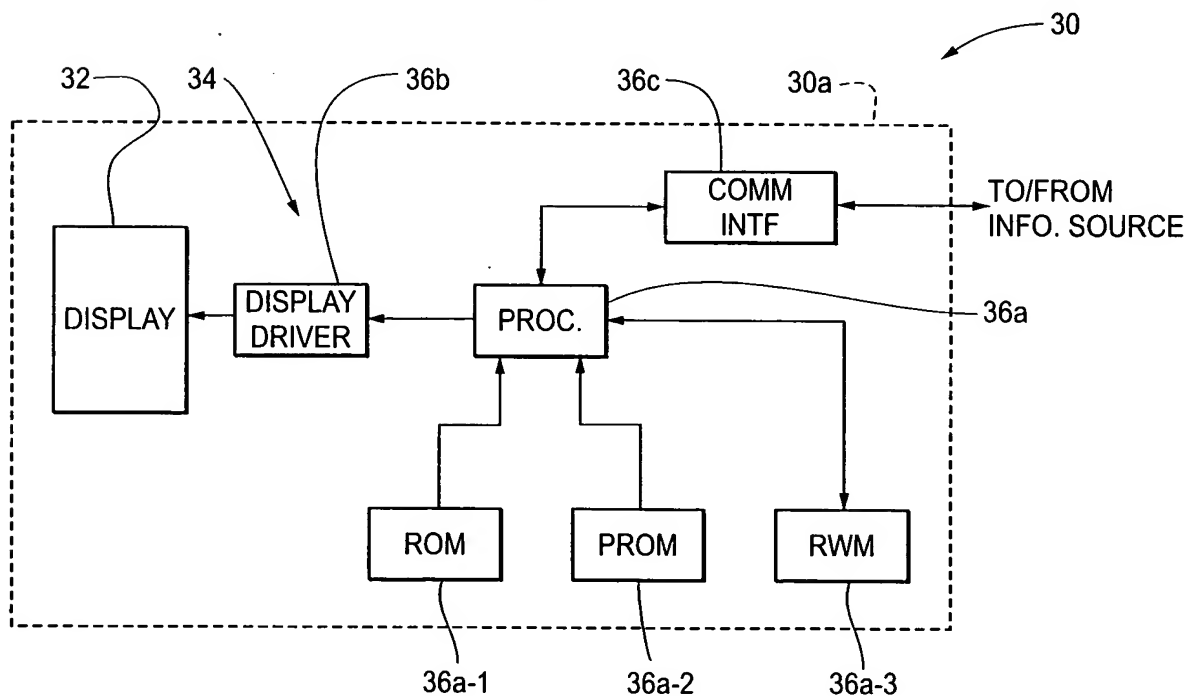 30
32
34
36b
36c
30a
COMM
INTF
TO/FROM
INFO. SOURCE
DISPLAY
DISPLAY
DRIVER
PROC.
36a
ROM
PROM
RWM
36a-1
36a-2
36a-3